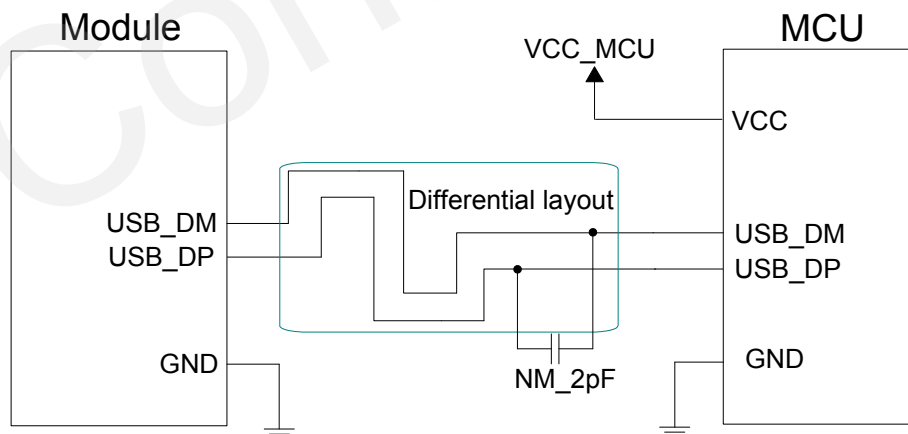 Module
MCU
VCC_MCU
VCC
Differential layout
USB_DM
USB_DP
USB_DM
USB_DP
GND
GND
NM_2pF